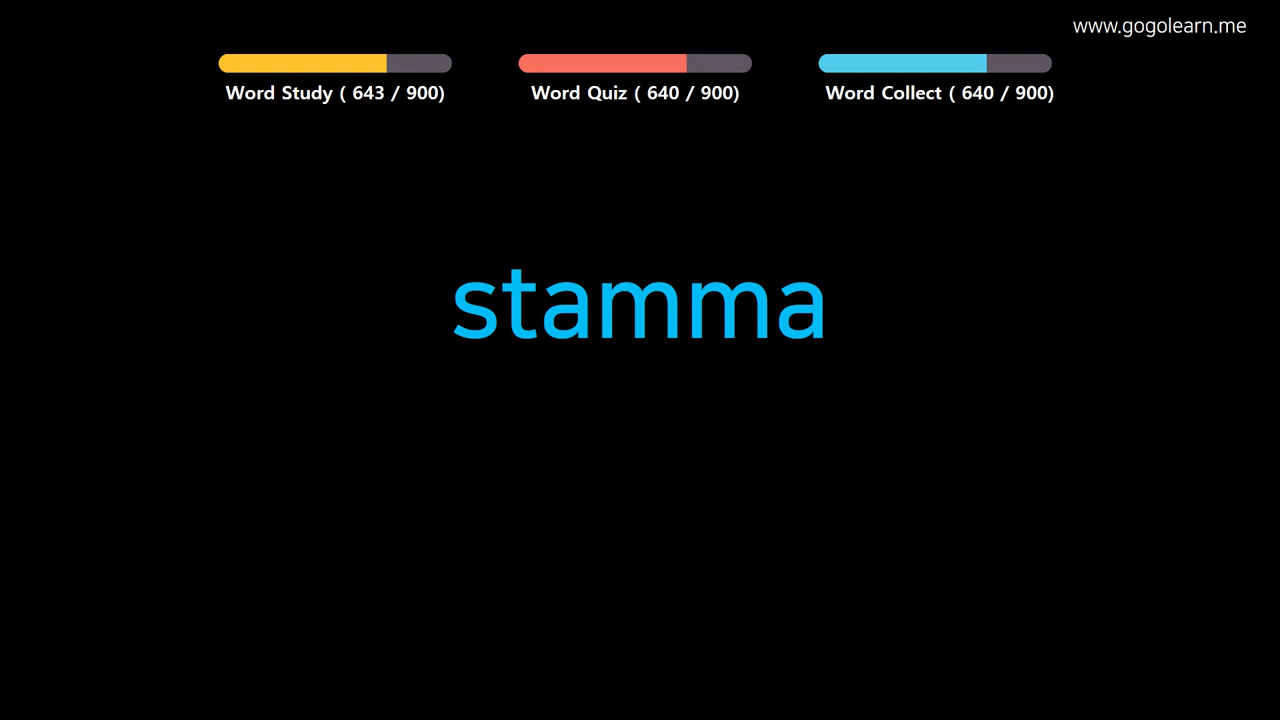 www.gogolearn.me
Word Study ( 643 / 900)
Word Quiz ( 640 / 900)
Word Collect ( 640 / 900)
stamma